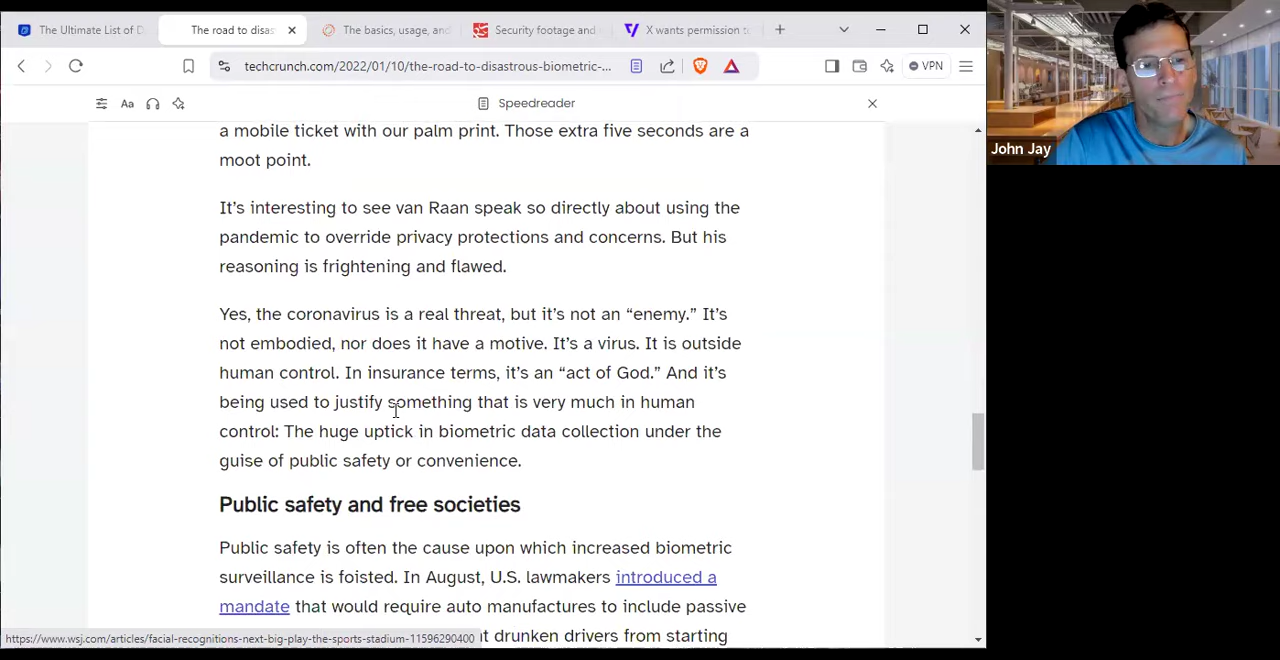 The Ultimate List of D
The road to disas
The basics, usage, and
Security footage and
X wants permission to
techcrunch.com/2022/01/10/the-road-to-disastrous-biometric-...
VPN
Aa
Speedreader
John Jay
a mobile ticket with our palm print. Those extra five seconds are a
moot point.
It's interesting to see van Raan speak so directly about using the
pandemic to override privacy protections and concerns. But his
reasoning is frightening and flawed.
Yes, the coronavirus is a real threat, but it's not an “enemy.” It's
not embodied, nor does it have a motive. It's a virus. It is outside
human control. In insurance terms, it's an “act of God.” And it's
being used to justify something that is very much in human
control: The huge uptick in biometric data collection under the
guise of public safety or convenience.
Public safety and free societies
Public safety is often the cause upon which increased biometric
surveillance is foisted. In August, U.S. lawmakers introduced a
mandate that would require auto manufactures to include passive
t drunken drivers from starting
https://www.wsj.com/articles/facial-recognitions-next-big-play-the-sports-stadium-11596290400